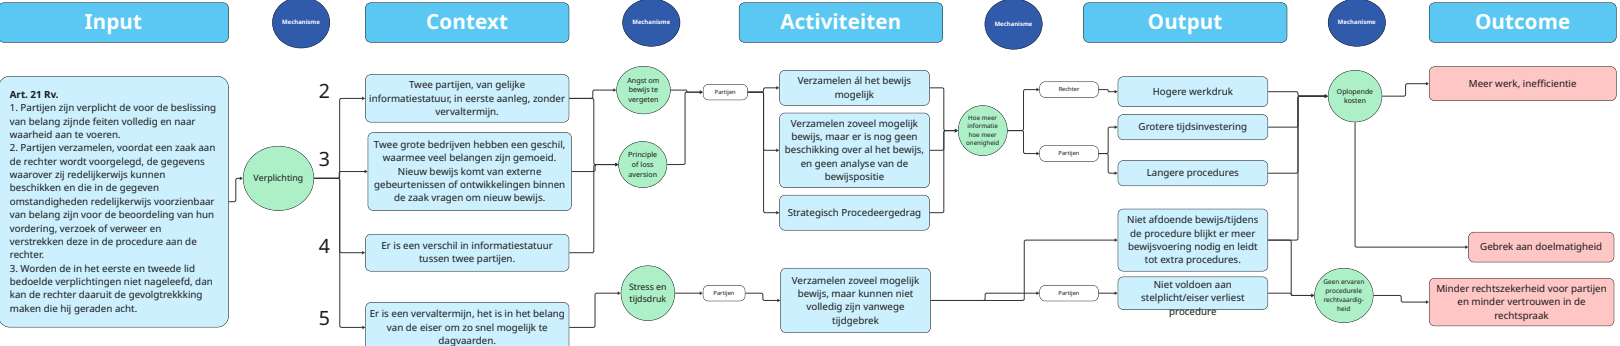 Input
Mechanisme
Context
Mechanisme
Activiteiten
Mechanisme
Output
Mechanisme
Outcome
Art. 21 Rv.
1. Partijen zijn verplicht de voor de beslissing
van belang zijnde feiten volledig en naar
waarheid aan te voeren.
2. Partijen verzamelen, voordat een zaak aan
de rechter wordt voorgelegd, de gegevens
waarover zij redelijkerwijs kunnen
beschikken en die in de gegeven
omstandigheden redelijkerwijs voorzienbaar
van belang zijn voor de beoordeling van hun
vordering, verzoek of verweer en
verstrekken deze in de procedure aan de
rechter.
3. Worden de in het eerste en tweede lid
bedoelde verplichtingen niet nageleefd, dan
kan de rechter daaruit de gevolgtrekkking
maken die hij geraden acht.
Verplichting
2
Twee partijen, van gelijke
informatiestatuur, in eerste aanleg, zonder
vervaltermijn.
3
Twee grote bedrijven hebben een geschil,
waarmee veel belangen zijn gemoeid.
Nieuw bewijs komt van externe
gebeurtenissen of ontwikkelingen binnen
de zaak vragen om nieuw bewijs.
4
Er is een verschil in informatiestatuur
tussen twee partijen.
5
Er is een vervaltermijn, het is in het belang
van de eiser om zo snel mogelijk te
dagvaarden.
Angst om
bewijs te
vergeten
Principle
of loss
aversion
Stress en
tijdsdruk
Partijen
Partijen
Verzamelen ál het bewijs
mogelijk
Verzamelen zoveel mogelijk
bewijs, maar er is nog geen
beschikking over al het bewijs,
en geen analyse van de
bewijspositie
Strategisch Procedeergedrag
Verzamelen zoveel mogelijk
bewijs, maar kunnen niet
volledig zijn vanwege
tijdgebrek
Hoe meer
informatie
hoe meer
onenigheid
Rechter
Partijen
Partijen
Hogere werkdruk
Grotere tijdsinvestering
Langere procedures
Niet afdoende bewijs/tijdens
de procedure blijkt er meer
bewijsvoering nodig en leidt
tot extra procedures.
Niet voldoen aan
stelplicht/eiser verliest
procedure
Oplopende
kosten
Geen ervaren
procedurele
rechtvaardig-
heid
Meer werk, inefficientie
Gebrek aan doelmatigheid
Minder rechtszekerheid voor partijen
en minder vertrouwen in de
rechtspraak